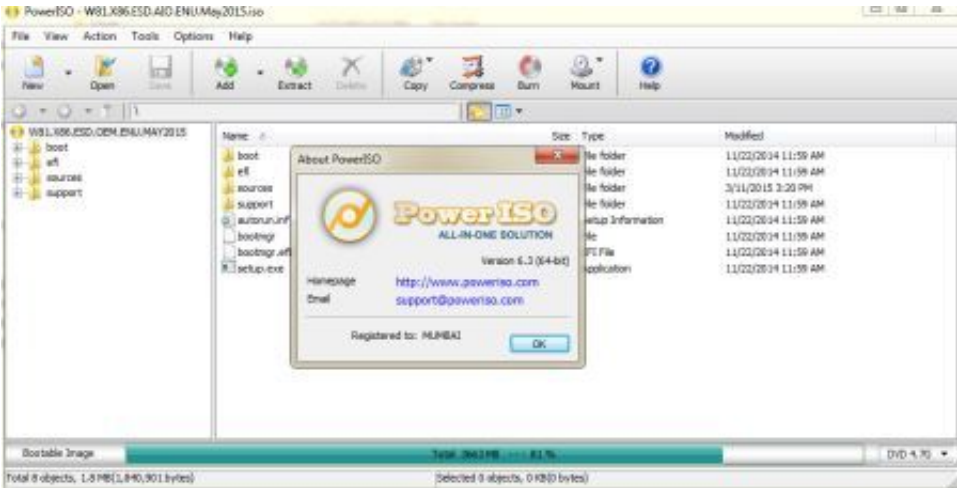 PowerISO - W81.X86.ESD.AIO.ENU.May2015.iso
File View Action Tools Options Help
New Open Save Add Extract Delete Copy Compress Burn Mount Help
\
W81.X86.ESD.OEM.ENU.MAY2015
boot
efi
sources
support
Name Size Type Modified
boot file folder 11/22/2014 11:59 AM
efi file folder 11/22/2014 11:59 AM
sources file folder 3/11/2015 3:20 PM
support file folder 11/22/2014 11:59 AM
autorun.inf setup Information 11/22/2014 11:59 AM
bootmgr file 11/22/2014 11:59 AM
bootmgr.efi EFI File 11/22/2014 11:59 AM
setup.exe Application 11/22/2014 11:59 AM
About PowerISO
PowerISO
ALL-IN-ONE SOLUTION
Version 6.3 (64-bit)
Homepage http://www.poweriso.com
Email support@poweriso.com
Registered to: MUMBAI
OK
Bootable Image Total 3663MB --- 81 % DVD 4.7G
Total 8 objects, 1.8 MB(1,840,901 bytes) Selected 0 objects, 0 KB(0 bytes)